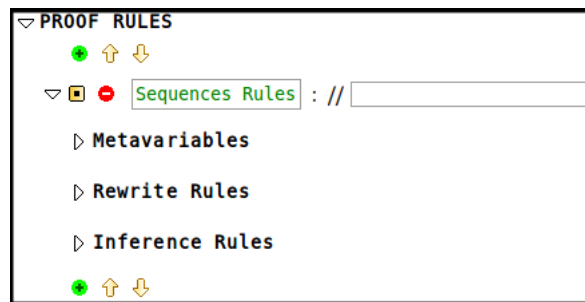 PROOF RULES
Sequences Rules : //
Metavariables
Rewrite Rules
Inference Rules